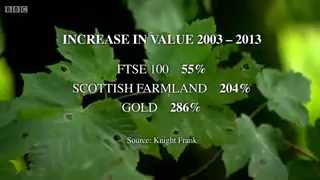 BBC
INCREASE IN VALUE 2003 – 2013
FTSE 100 55%
SCOTTISH FARMLAND 204%
GOLD 286%
Source: Knight Frank